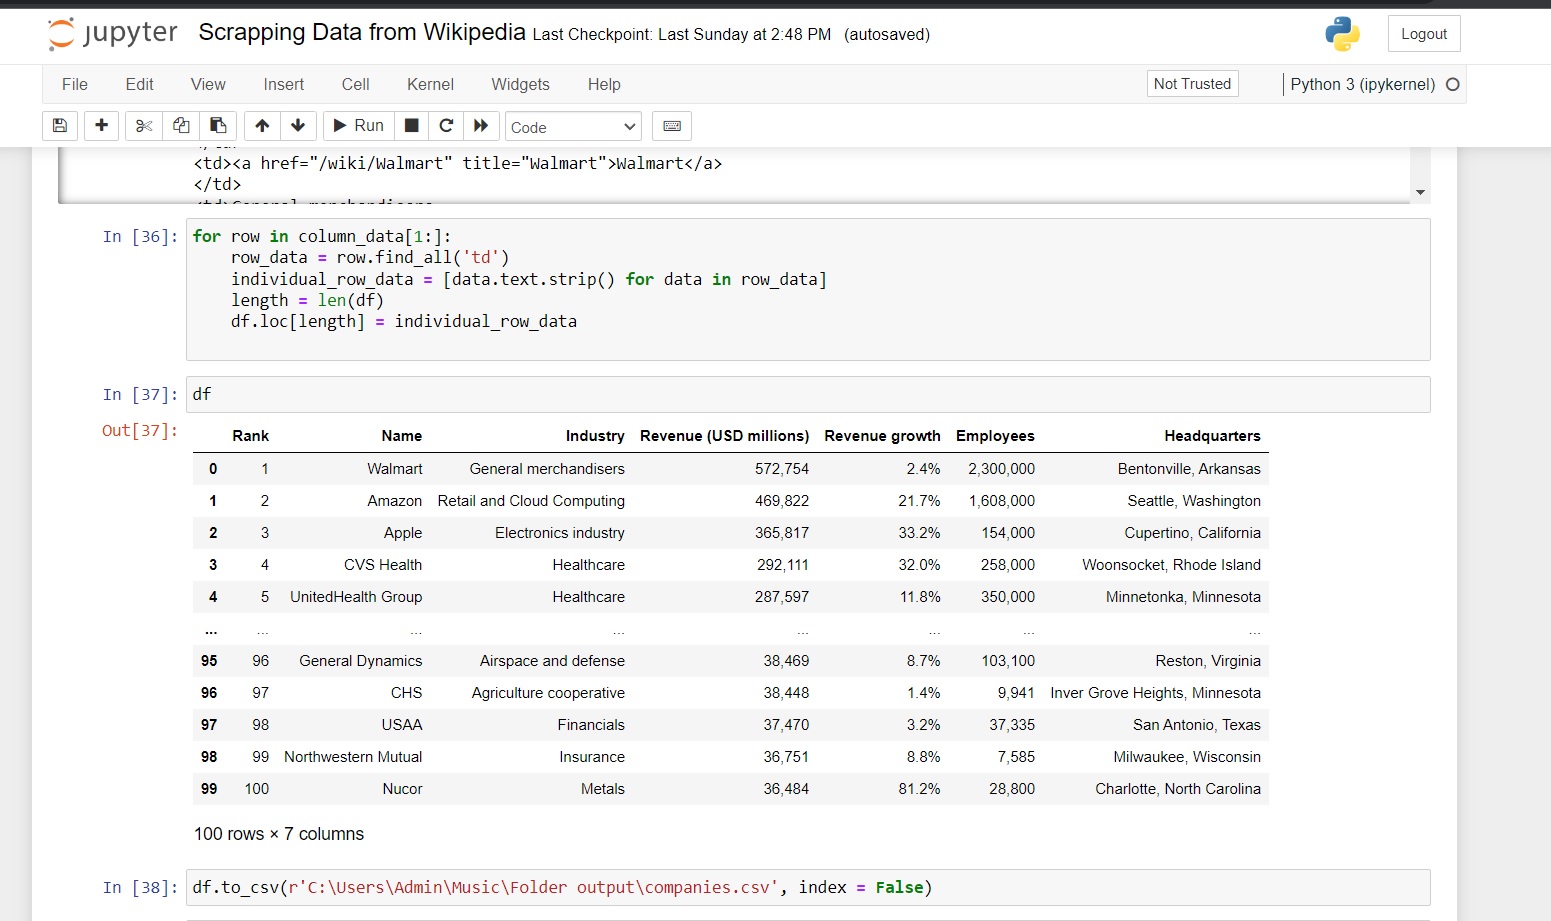 jupyter Scrapping Data from Wikipedia Last Checkpoint: Last Sunday at 2:48 PM (autosaved) Logout
File Edit View Insert Cell Kernel Widgets Help Not Trusted Python 3 (ipykernel)
Run Code
<td><a href="/wiki/Walmart" title="Walmart">Walmart</a>
</td>
In [36]: for row in column_data[1:]:
row_data = row.find_all('td')
individual_row_data = [data.text.strip() for data in row_data]
length = len(df)
df.loc[length] = individual_row_data
In [37]: df
Out[37]:
Rank Name Industry Revenue (USD millions) Revenue growth Employees Headquarters
0 1 Walmart General merchandisers 572,754 2.4% 2,300,000 Bentonville, Arkansas
1 2 Amazon Retail and Cloud Computing 469,822 21.7% 1,608,000 Seattle, Washington
2 3 Apple Electronics industry 365,817 33.2% 154,000 Cupertino, California
3 4 CVS Health Healthcare 292,111 32.0% 258,000 Woonsocket, Rhode Island
4 5 UnitedHealth Group Healthcare 287,597 11.8% 350,000 Minnetonka, Minnesota
... ... ... ... ... ... ... ...
95 96 General Dynamics Airspace and defense 38,469 8.7% 103,100 Reston, Virginia
96 97 CHS Agriculture cooperative 38,448 1.4% 9,941 Inver Grove Heights, Minnesota
97 98 USAA Financials 37,470 3.2% 37,335 San Antonio, Texas
98 99 Northwestern Mutual Insurance 36,751 8.8% 7,585 Milwaukee, Wisconsin
99 100 Nucor Metals 36,484 81.2% 28,800 Charlotte, North Carolina
100 rows × 7 columns
In [38]: df.to_csv(r'C:\Users\Admin\Music\Folder output\companies.csv', index = False)